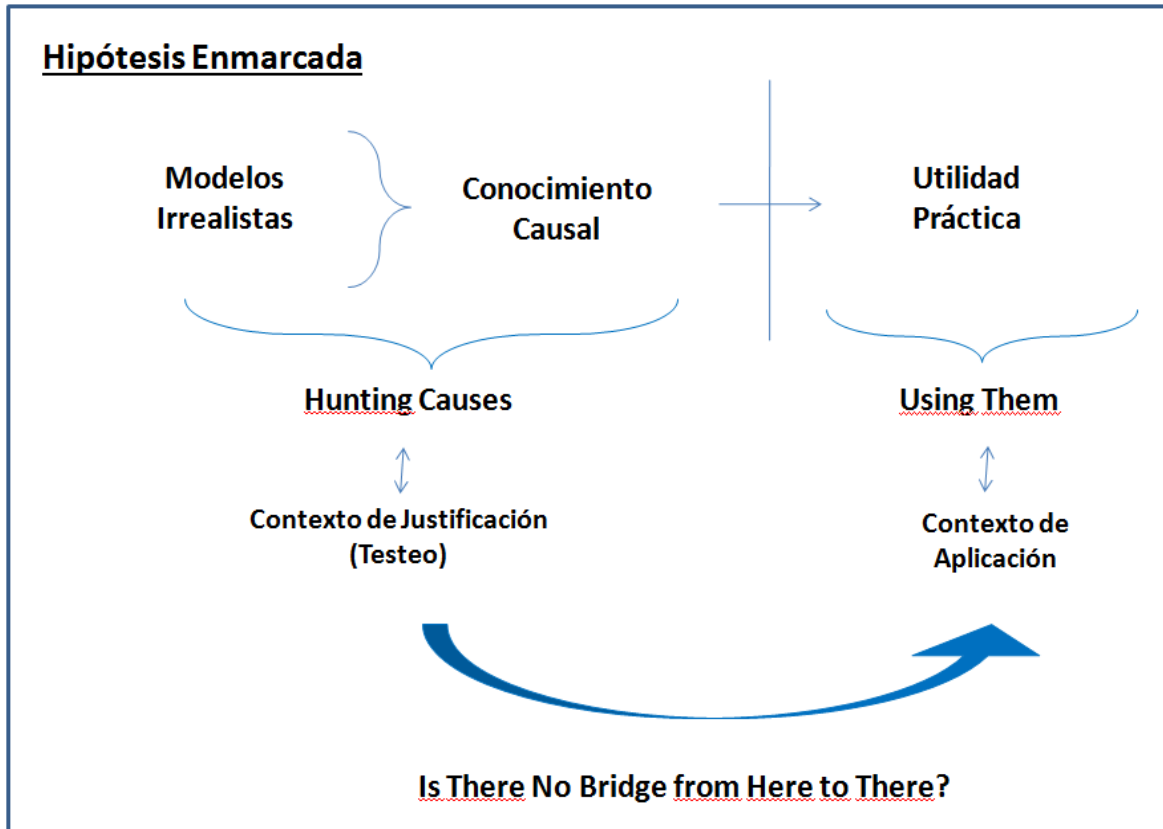 Hipótesis Enmarcada
Modelos
Irrealistas
Conocimiento
Causal
Utilidad
Práctica
Hunting Causes
Using Them
Contexto de Justificación
(Testeo)
Contexto de
Aplicación
Is There No Bridge from Here to There?